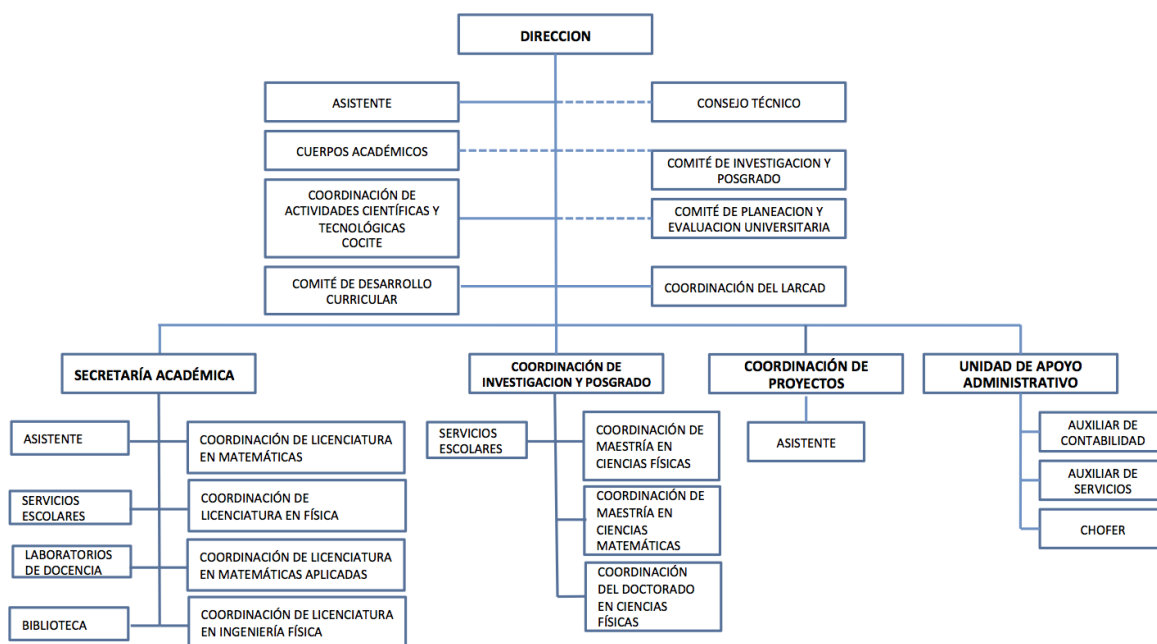 DIRECCION
ASISTENTE
CONSEJO TÉCNICO
CUERPOS ACADÉMICOS
COMITÉ DE INVESTIGACION Y
POSGRADO
COORDINACIÓN DE
ACTIVIDADES CIENTÍFICAS Y
TECNOLÓGICAS
COCITE
COMITÉ DE PLANEACION Y
EVALUACION UNIVERSITARIA
COMITÉ DE DESARROLLO
CURRICULAR
COORDINACIÓN DEL LARCAD
SECRETARÍA ACADÉMICA
COORDINACIÓN DE
INVESTIGACION Y POSGRADO
COORDINACIÓN DE
PROYECTOS
UNIDAD DE APOYO
ADMINISTRATIVO
ASISTENTE
COORDINACIÓN DE LICENCIATURA
EN MATEMÁTICAS
SERVICIOS
ESCOLARES
COORDINACIÓN DE
LICENCIATURA EN FÍSICA
LABORATORIOS
DE DOCENCIA
COORDINACIÓN DE LICENCIATURA
EN MATEMÁTICAS APLICADAS
BIBLIOTECA
COORDINACIÓN DE LICENCIATURA
EN INGENIERÍA FÍSICA
SERVICIOS
ESCOLARES
COORDINACIÓN DE
MAESTRÍA EN
CIENCIAS FÍSICAS
COORDINACIÓN DE
MAESTRÍA EN
CIENCIAS
MATEMÁTICAS
COORDINACIÓN
DEL DOCTORADO
EN CIENCIAS
FÍSICAS
ASISTENTE
AUXILIAR DE
CONTABILIDAD
AUXILIAR DE
SERVICIOS
CHOFER